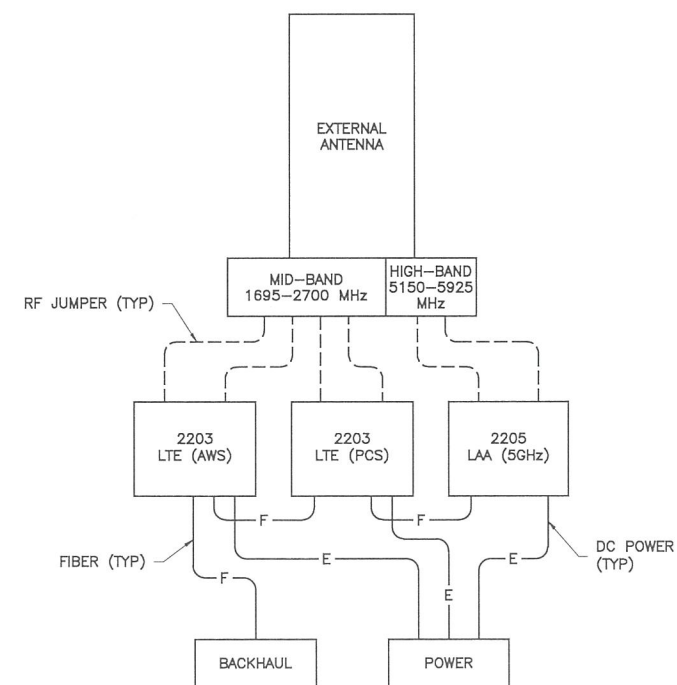 EXTERNAL
ANTENNA
MID-BAND
1695-2700 MHz
HIGH-BAND
5150-5925
MHz
RF JUMPER (TYP)
2203
LTE (AWS)
2203
LTE (PCS)
2205
LAA (5GHz)
F
F
FIBER (TYP)
E
E
DC POWER
(TYP)
F
E
BACKHAUL
POWER